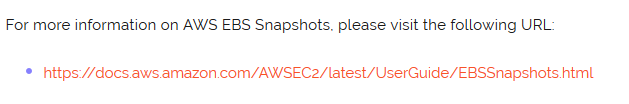 For more information on AWS EBS Snapshots, please visit the following URL:
https://docs.aws.amazon.com/AWSEC2/latest/UserGuide/EBSSnapshots.html